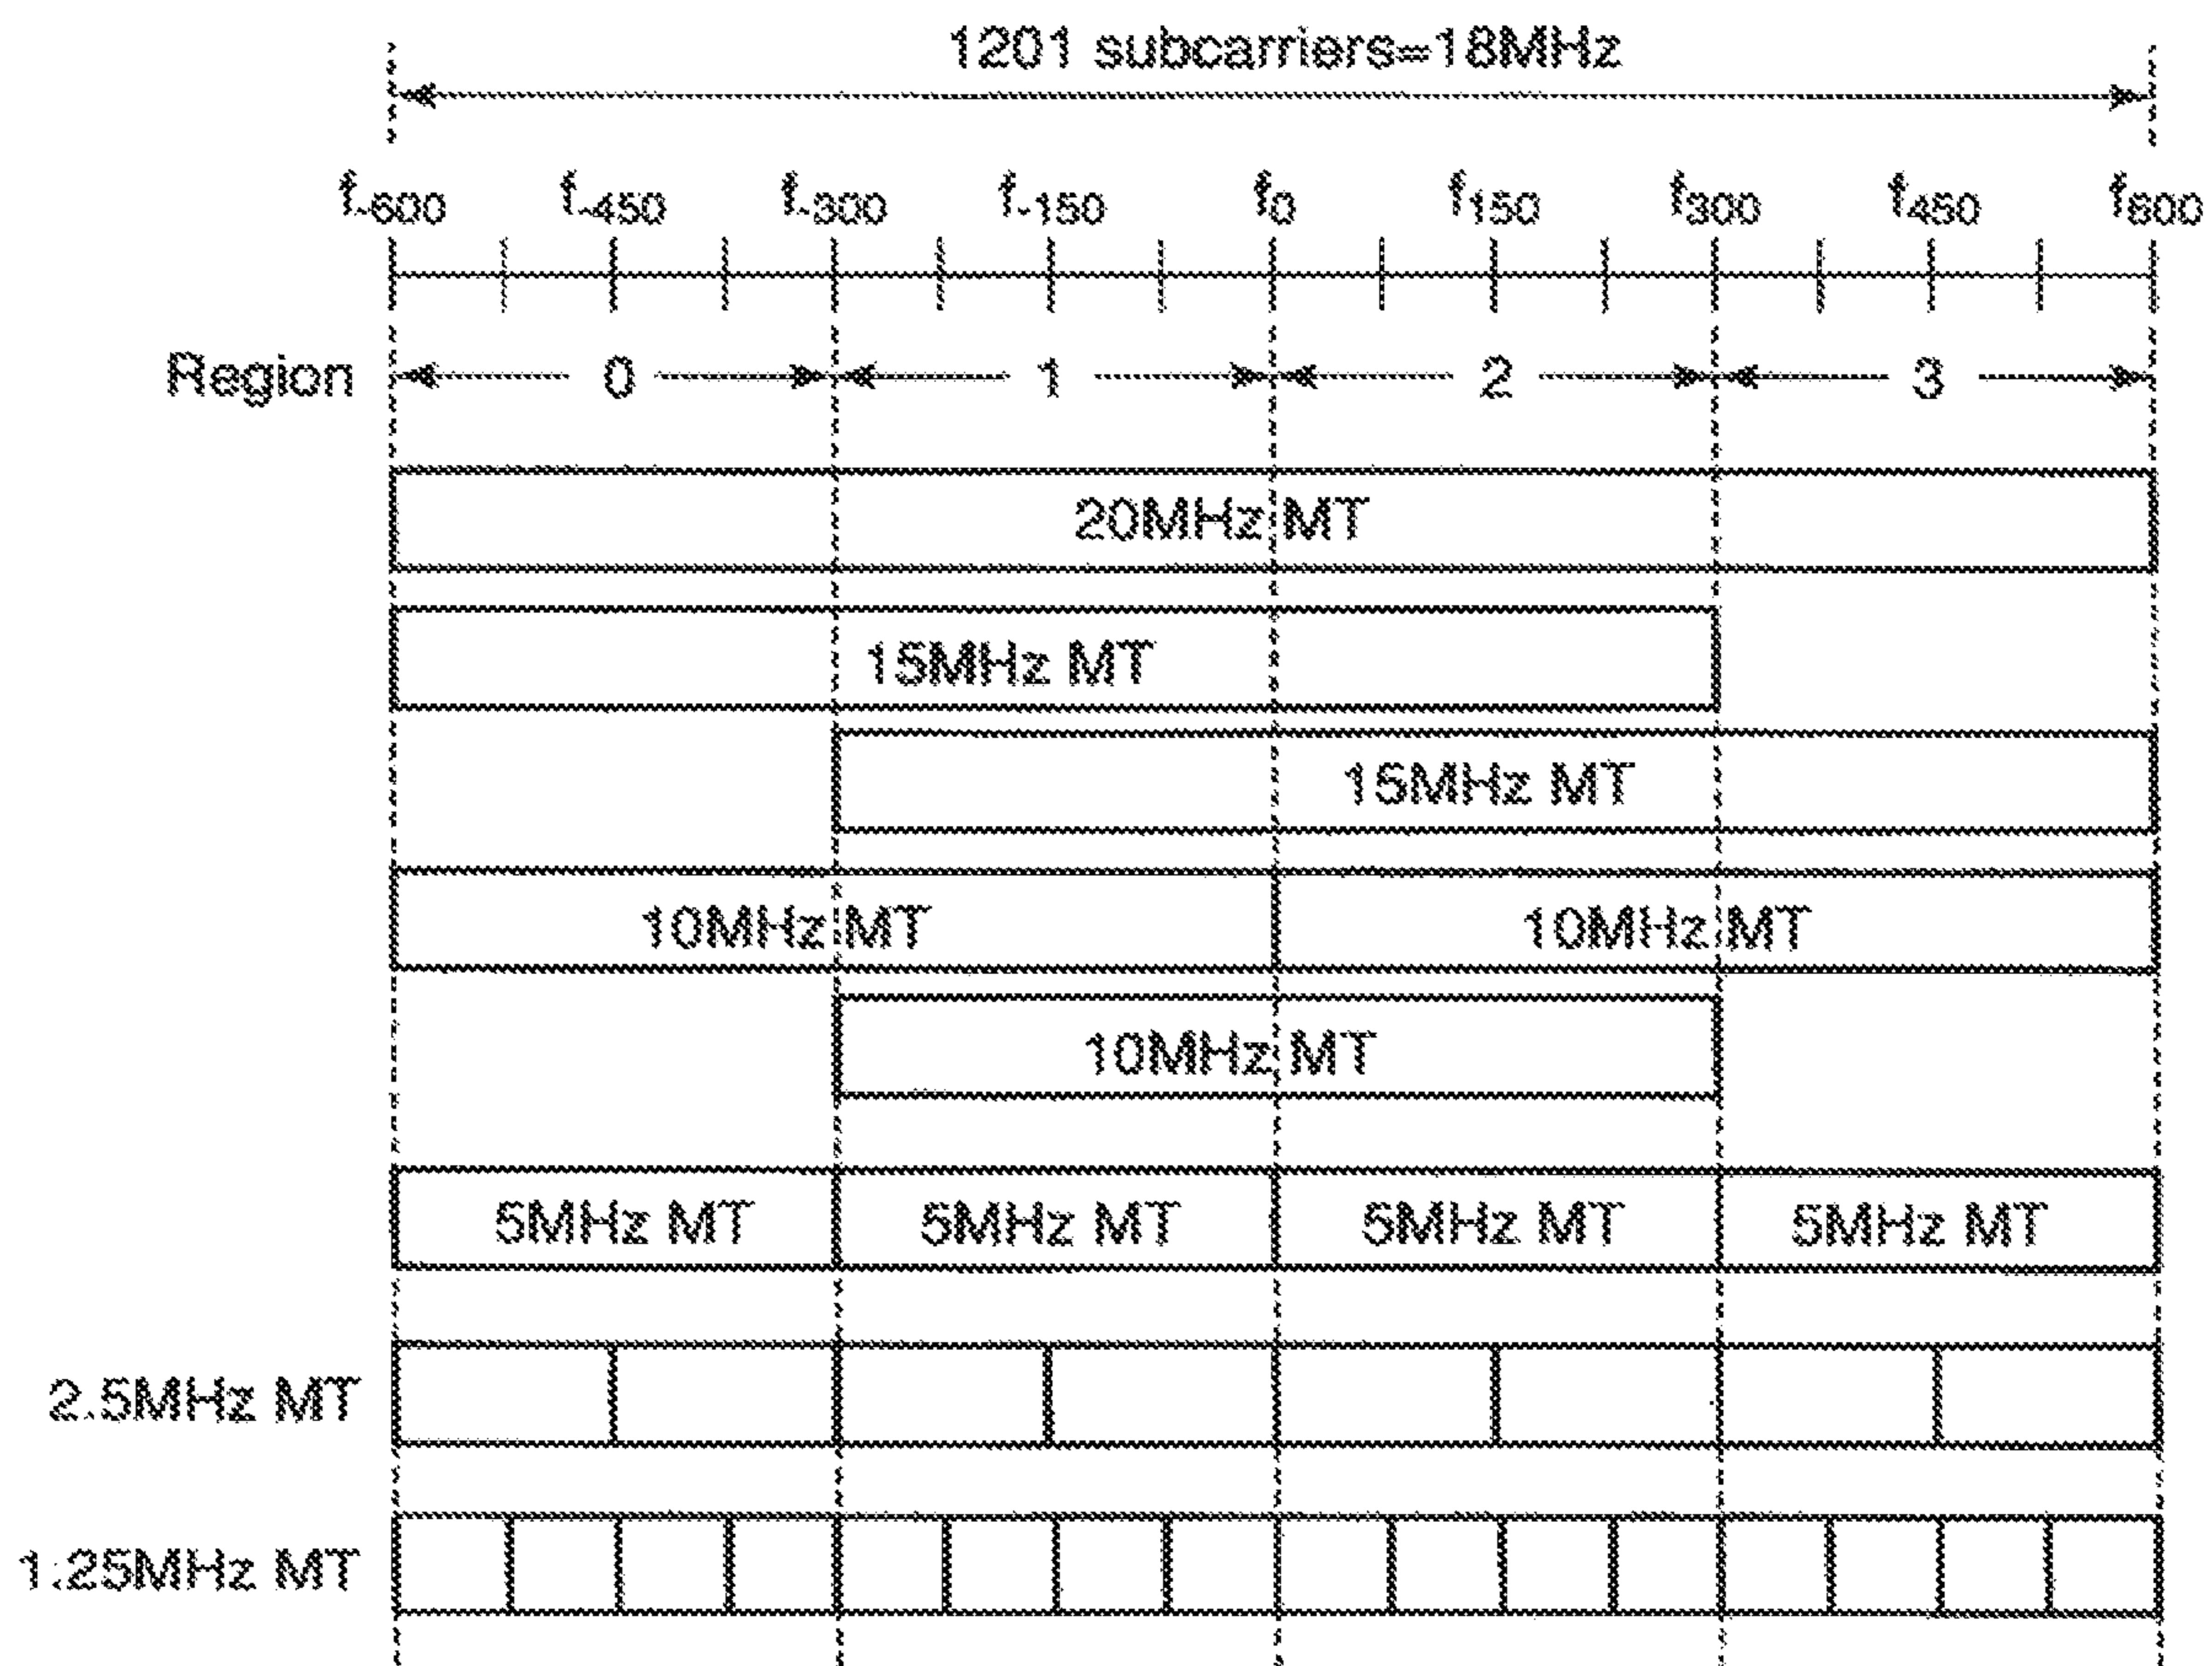 1201 subcarriers=18MHz
f-600 f-450 f-300 f-150 f0 f150 f300 f450 f600
Region 0 1 2 3
20MHz MT
15MHz MT
15MHz MT
10MHz MT 10MHz MT
10MHz MT
5MHz MT 5MHz MT 5MHz MT 5MHz MT
2.5MHz MT
1.25MHz MT